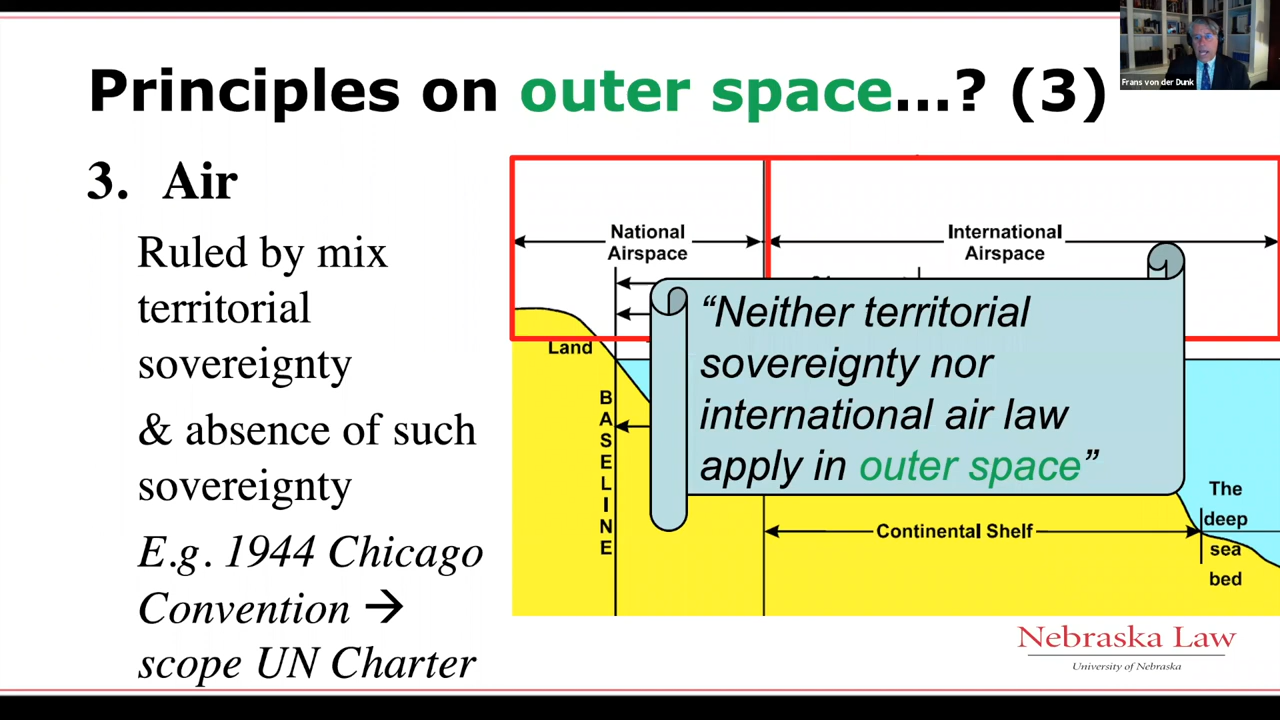 Frans von der Dunk
Principles on outer space...? (3)
3. Air
Ruled by mix
territorial
sovereignty
& absence of such
sovereignty
E.g. 1944 Chicago
Convention →
scope UN Charter
National
Airspace
International
Airspace
Land
BASELINE
“Neither territorial
sovereignty nor
international air law
apply in outer space”
Continental Shelf
The
deep
sea
bed
Nebraska Law
University of Nebraska